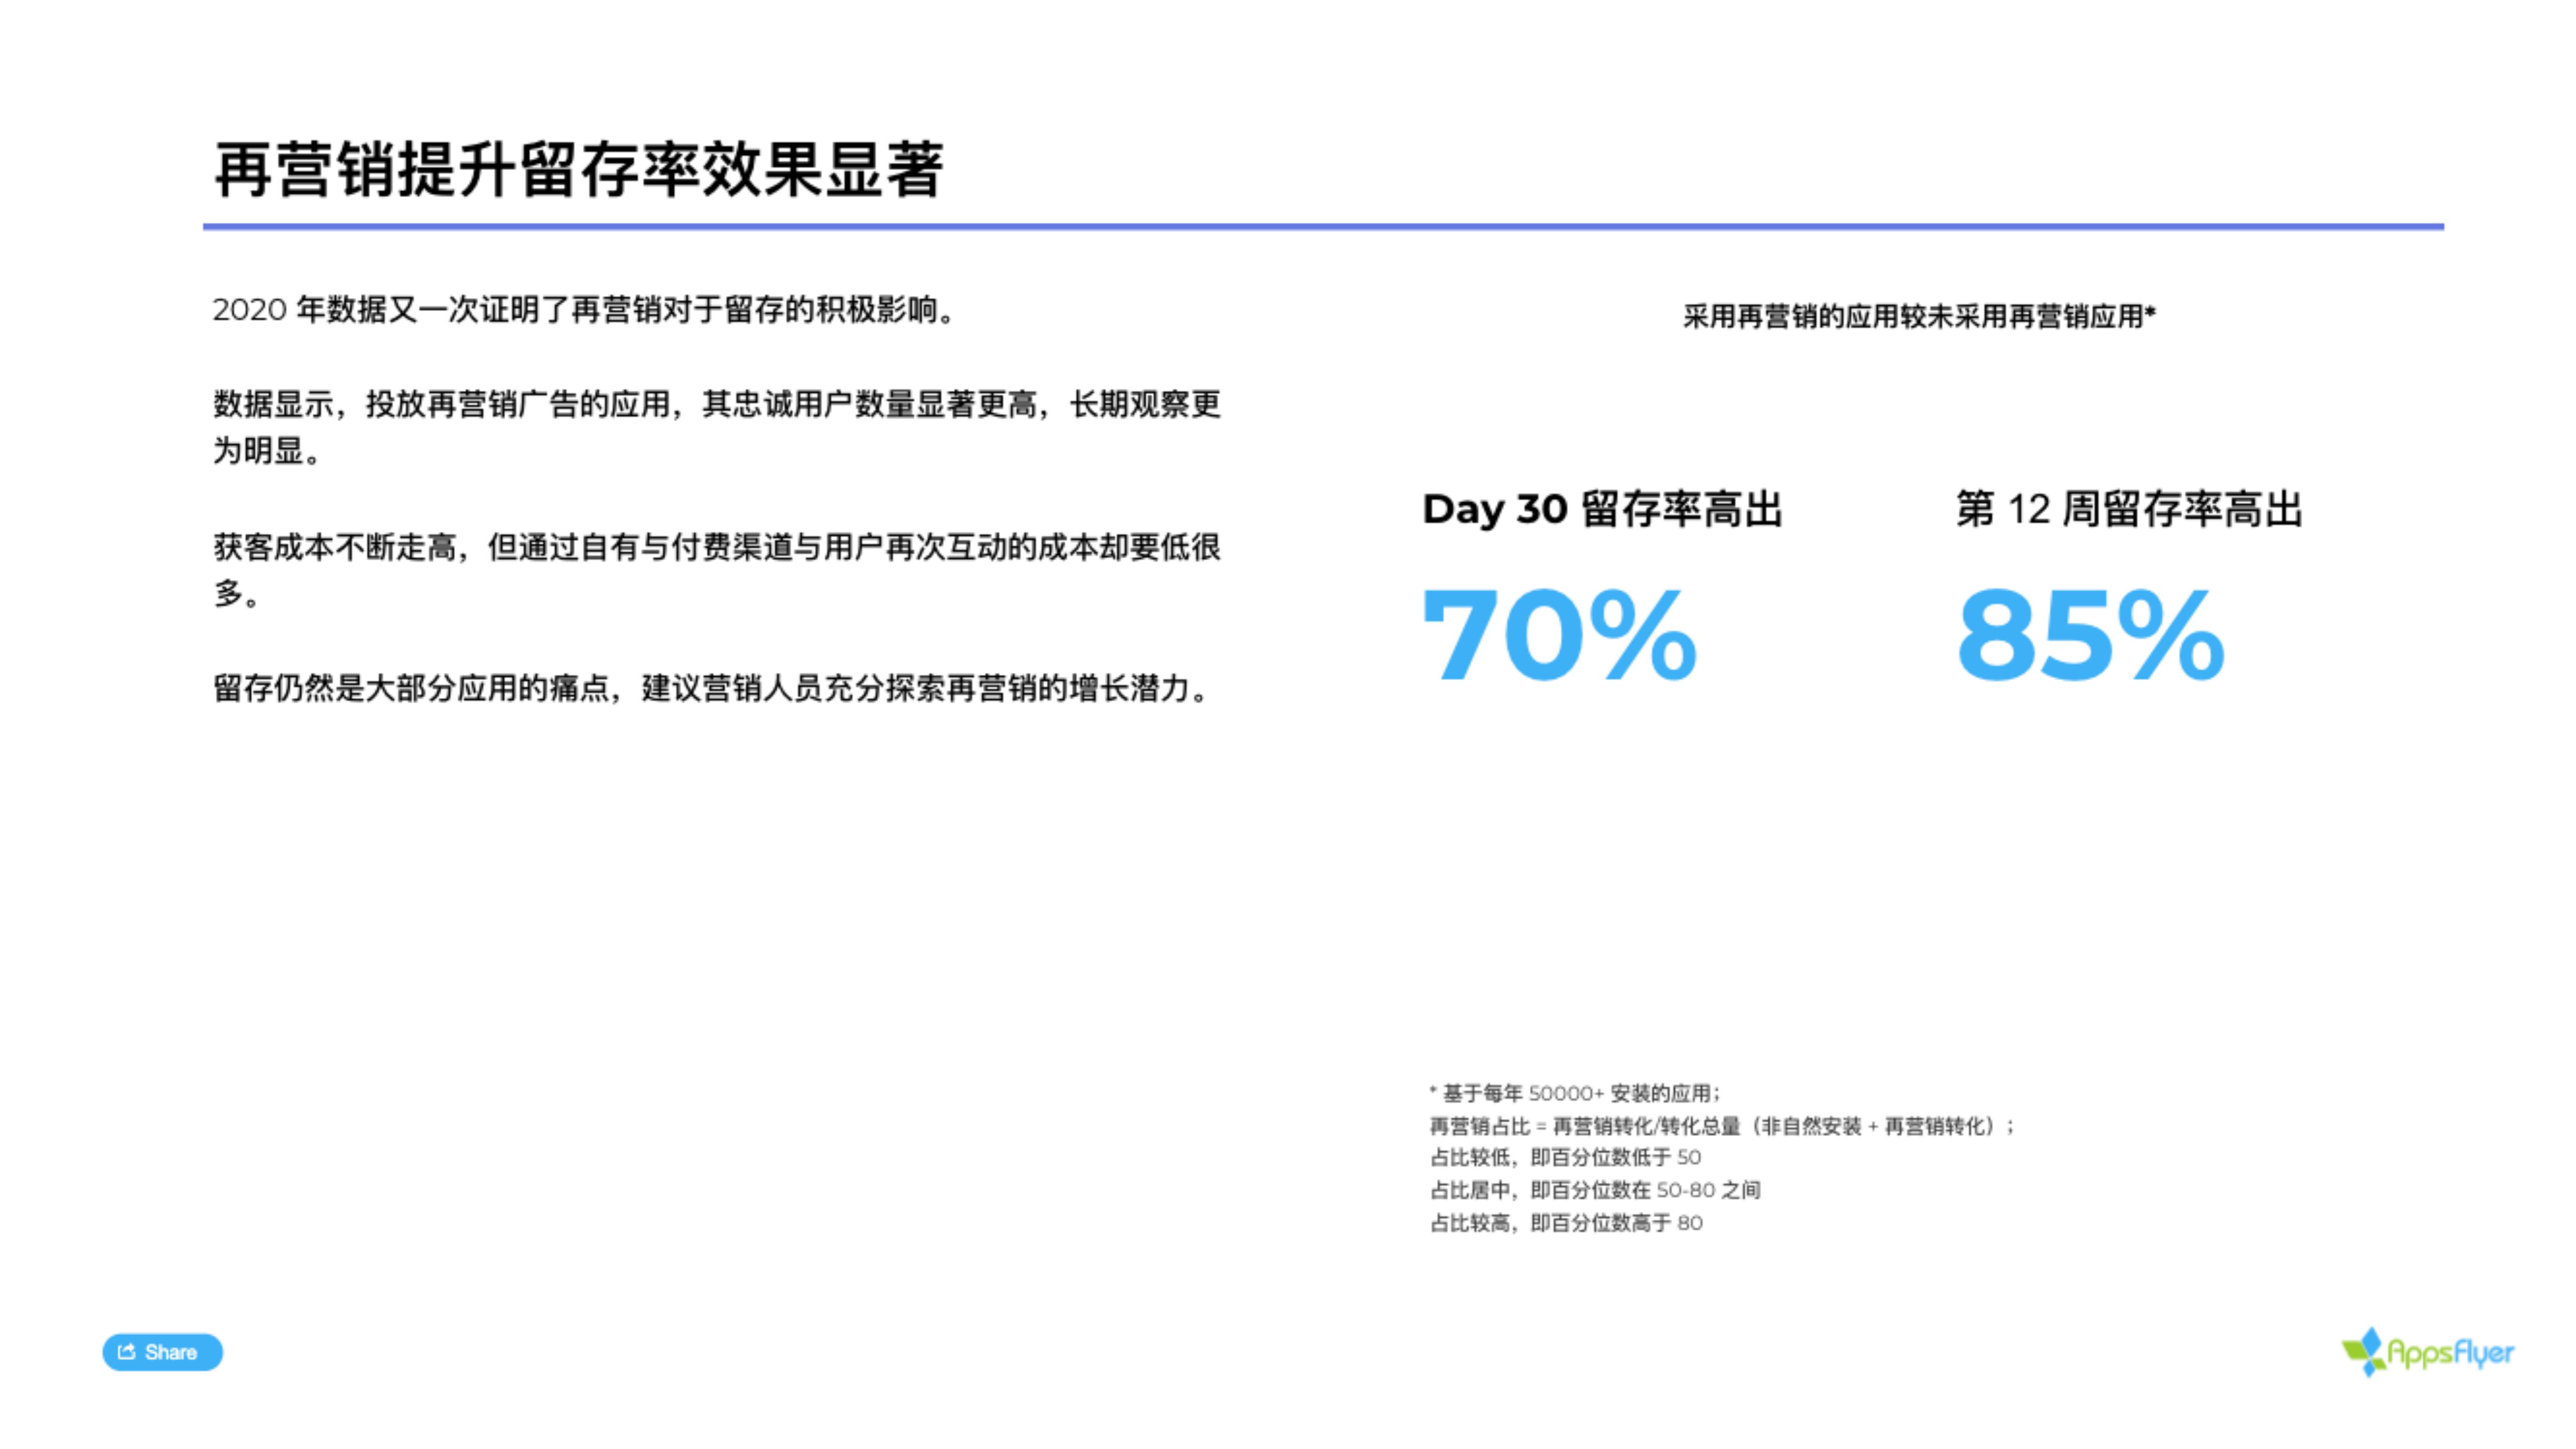 再营销提升留存率效果显著
2020 年数据又一次证明了再营销对于留存的积极影响。
数据显示，投放再营销广告的应用，其忠诚用户数量显著更高，长期观察更
为明显。
获客成本不断走高，但通过自有与付费渠道与用户再次互动的成本却要低很
多。
留存仍然是大部分应用的痛点，建议营销人员充分探索再营销的增长潜力。
采用再营销的应用较未采用再营销应用*
Day 30 留存率高出
70%
第 12 周留存率高出
85%
* 基于每年 50000+ 安装的应用；
再营销占比 = 再营销转化/转化总量（非自然安装 + 再营销转化）；
占比较低，即百分位数低于 50
占比居中，即百分位数在 50-80 之间
占比较高，即百分位数高于 80
Share
AppsFlyer